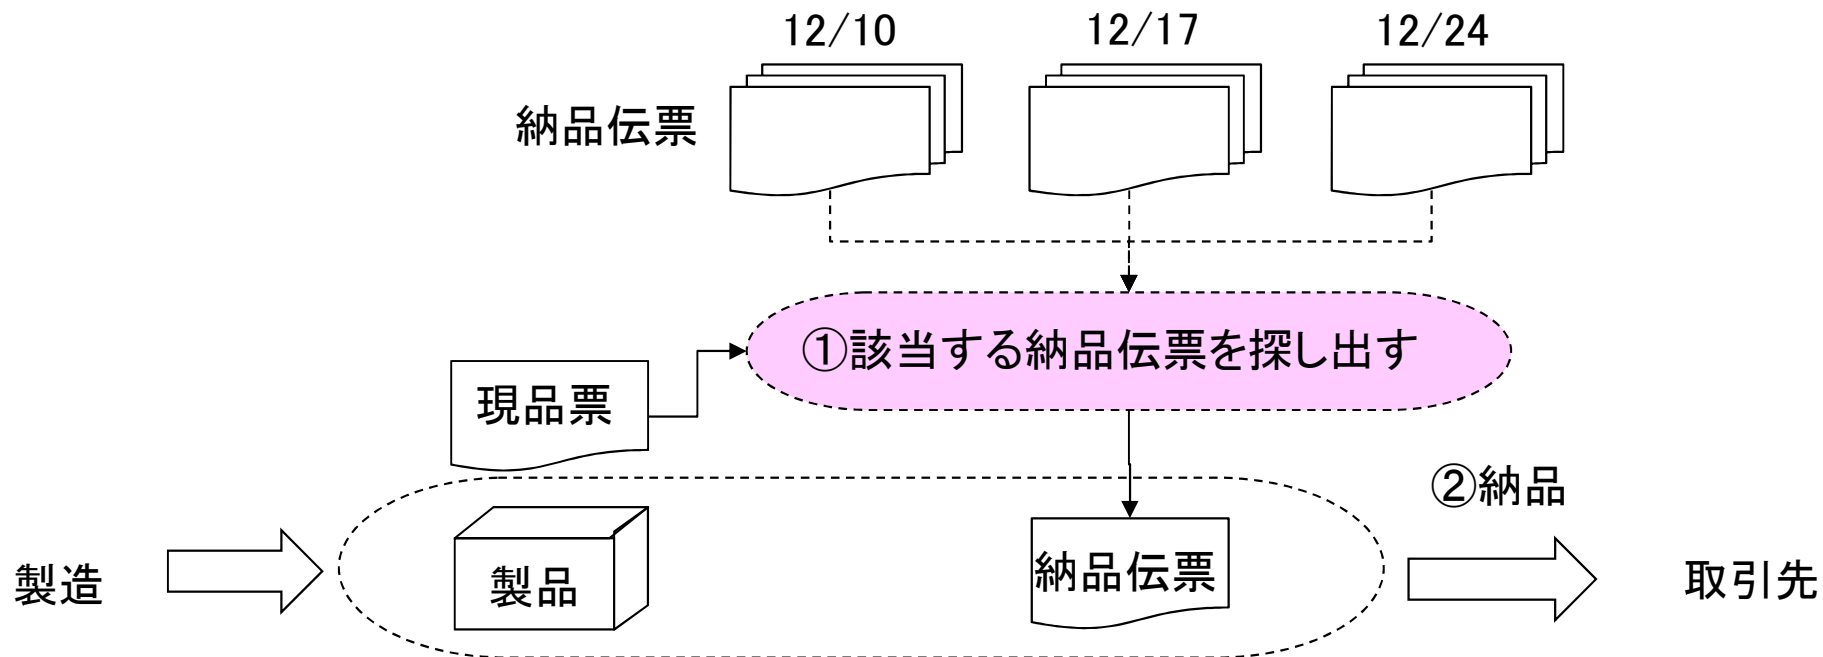 12/10
12/17
12/24
納品伝票
①該当する納品伝票を探し出す
現品票
②納品
製造
製品
納品伝票
取引先